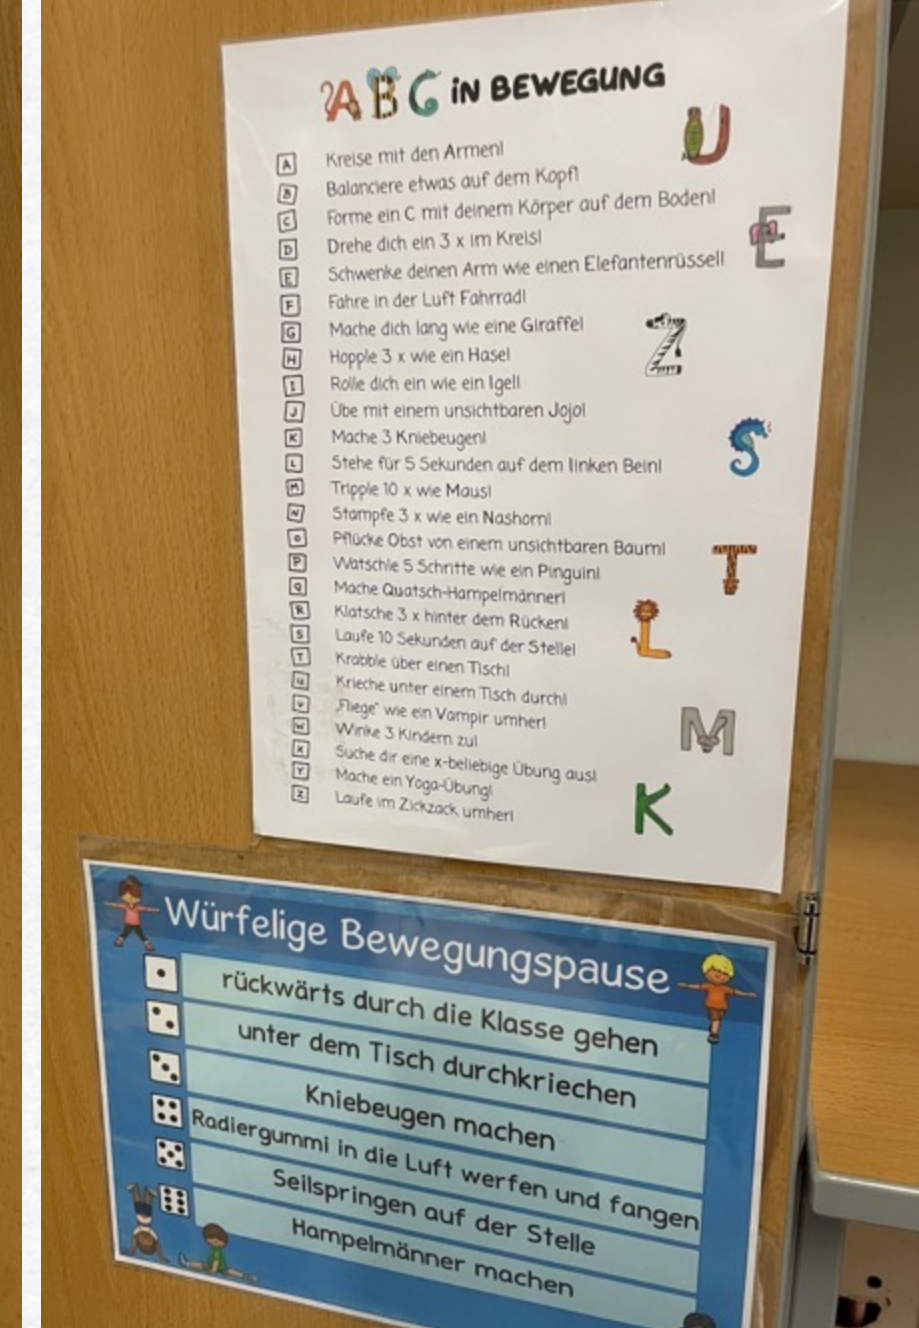 ABC in BEWEGUNG
A Kreise mit den Armen!
B Balanciere etwas auf dem Kopf!
C Forme ein C mit deinem Körper auf dem Boden!
D Drehe dich ein 3 x im Kreis!
E Schwenke deinen Arm wie einen Elefantenrüssel!
F Fahre in der Luft Fahrrad!
G Mache dich lang wie eine Giraffe!
H Hopple 3 x wie ein Hase!
I Rolle dich ein wie ein Igel!
J Übe mit einem unsichtbaren Jojo!
K Mache 3 Kniebeugen!
L Stehe für 5 Sekunden auf dem linken Bein!
M Tripple 10 x wie Maus!
N Stampfe 3 x wie ein Nashorn!
O Pflücke Obst von einem unsichtbaren Baum!
P Watschle 5 Schritte wie ein Pinguin!
Q Mache Quatsch-Hampelmänner!
R Klatsche 3 x hinter dem Rücken!
S Laufe 10 Sekunden auf der Stelle!
T Krabble über einen Tisch!
U Krieche unter einem Tisch durch!
V „Fliege“ wie ein Vampir umher!
W Winke 3 Kindern zu!
X Suche dir eine x-beliebige Übung aus!
Y Mache ein Yoga-Übung!
Z Laufe im Zickzack umher!
U
E
Z
S
T
L
M
K
Würfelige Bewegungspause
rückwärts durch die Klasse gehen
unter dem Tisch durchkriechen
Kniebeugen machen
Radiergummi in die Luft werfen und fangen
Seilspringen auf der Stelle
Hampelmänner machen